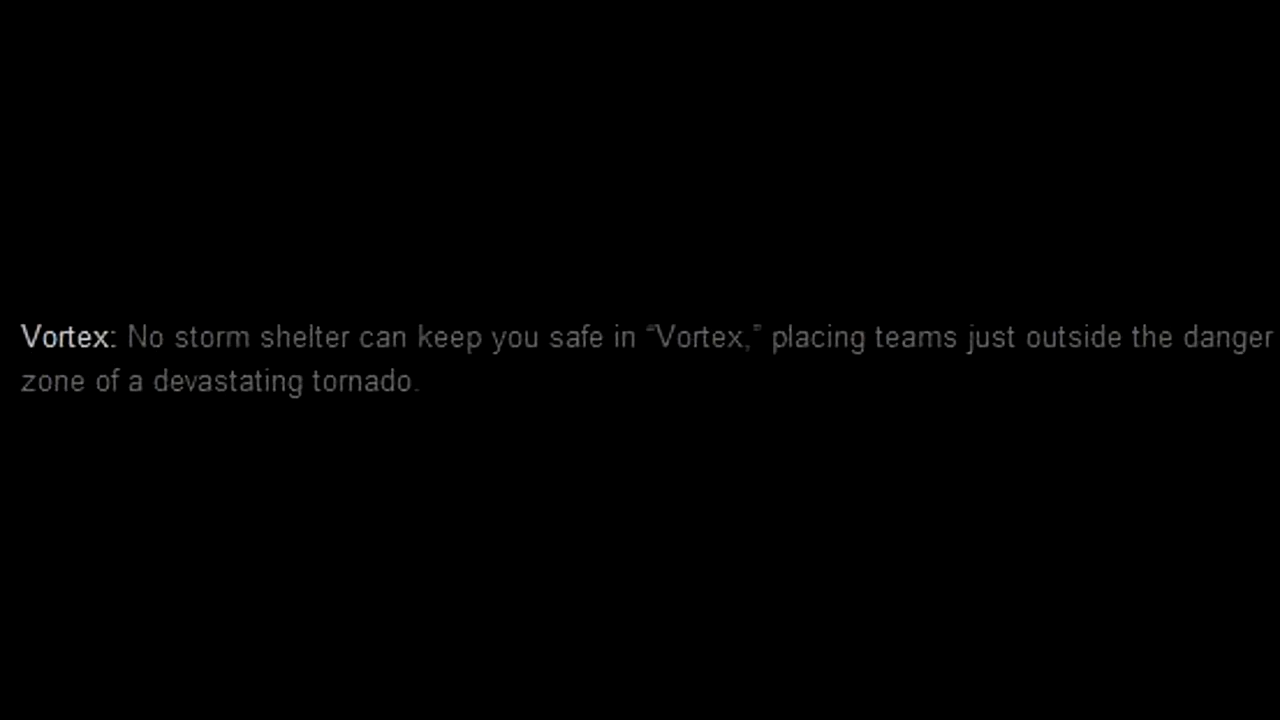 Vortex: No storm shelter can keep you safe in “Vortex,” placing teams just outside the danger
zone of a devastating tornado.